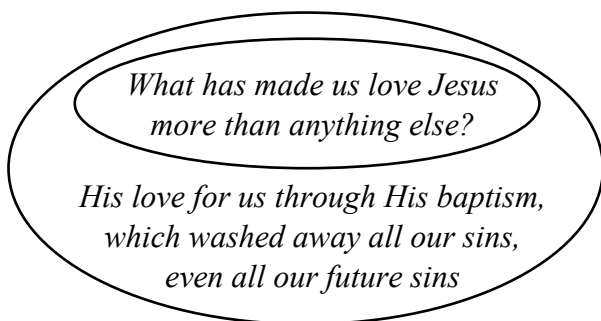 What has made us love Jesus
more than anything else?
His love for us through His baptism,
which washed away all our sins,
even all our future sins